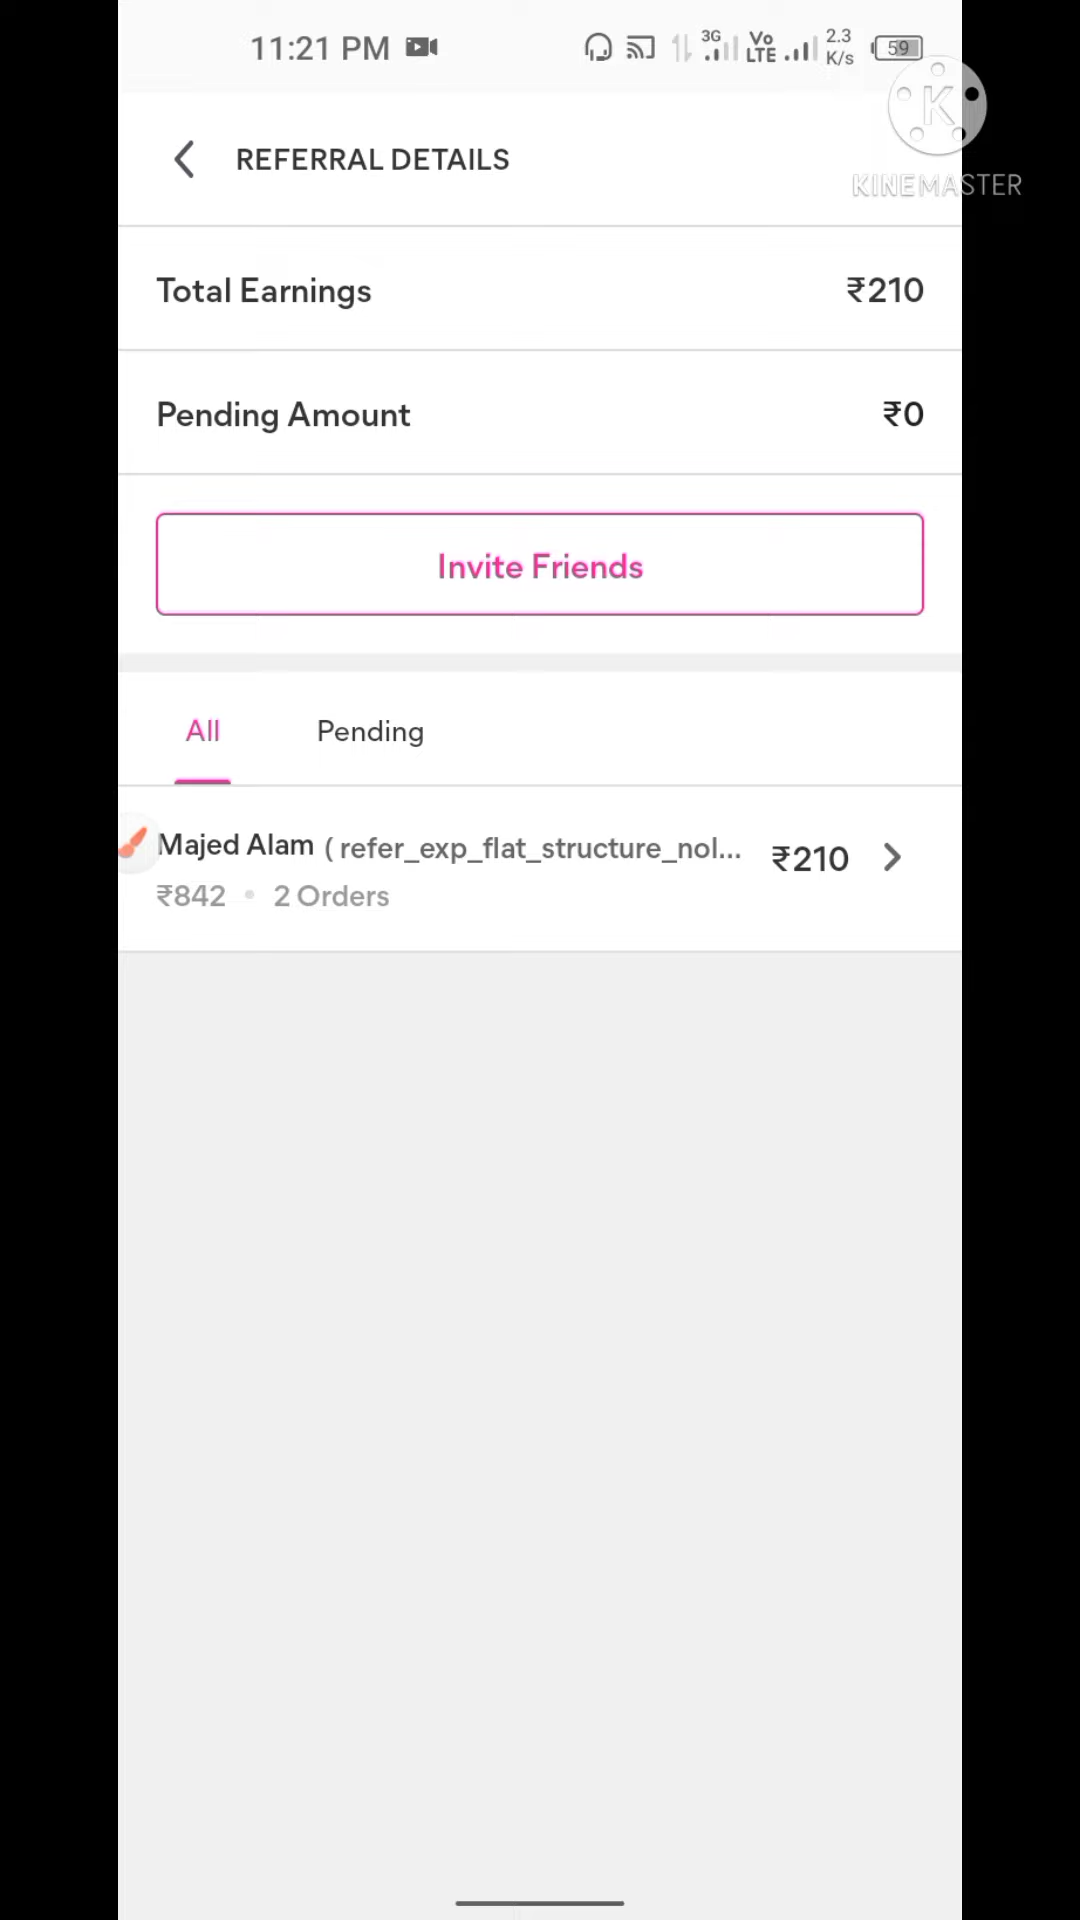 11:21 PM 3G Vo LTE 2.3 K/s 59
K
KINEMASTER
REFERRAL DETAILS
Total Earnings ₹210
Pending Amount ₹0
Invite Friends
All Pending
Majed Alam ( refer_exp_flat_structure_nol... ₹210
₹842 • 2 Orders